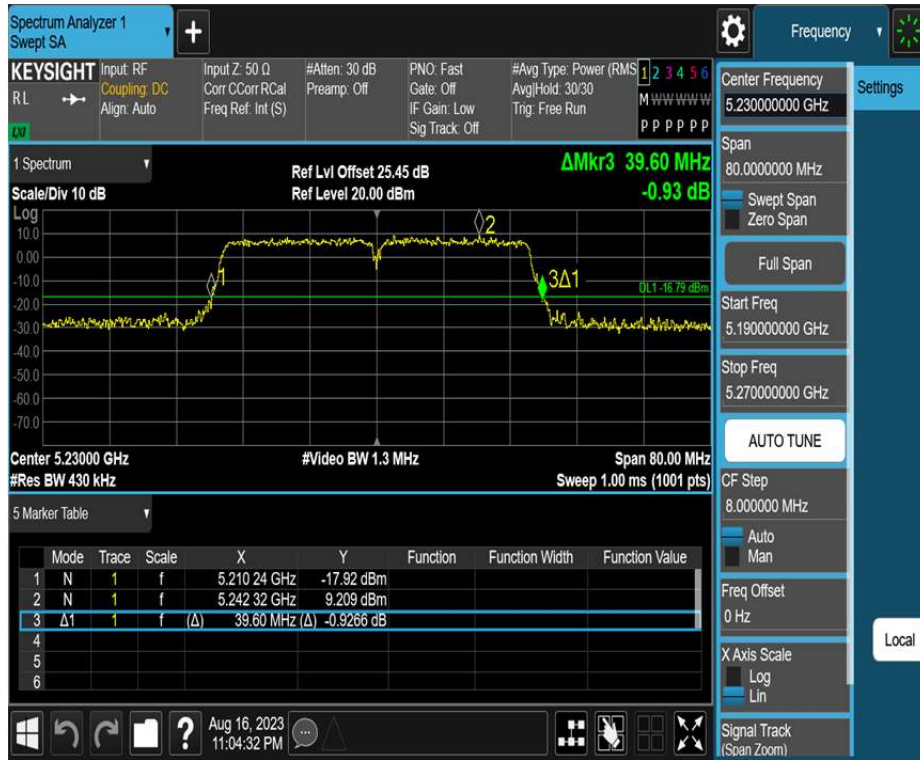 Spectrum Analyzer 1
Swept SA
+
Frequency
KEYSIGHT
RL
LXI
Input: RF
Coupling: DC
Align: Auto
Input Z: 50 Ω
Corr CCorr RCal
Freq Ref: Int (S)
#Atten: 30 dB
Preamp: Off
PNO: Fast
Gate: Off
IF Gain: Low
Sig Track: Off
#Avg Type: Power (RMS
Avg|Hold: 30/30
Trig: Free Run
1 2 3 4 5 6
M W W W W W
P P P P P P
1 Spectrum
Scale/Div 10 dB
Ref Lvl Offset 25.45 dB
Ref Level 20.00 dBm
ΔMkr3 39.60 MHz
-0.93 dB
Log
10.0
0.00
-10.0
-20.0
-30.0
-40.0
-50.0
-60.0
-70.0
1
2
3Δ1
DL1 -16.79 dBm
Center 5.23000 GHz
#Res BW 430 kHz
#Video BW 1.3 MHz
Span 80.00 MHz
Sweep 1.00 ms (1001 pts)
5 Marker Table
Mode Trace Scale X Y Function Function Width Function Value
1 N 1 f 5.210 24 GHz -17.92 dBm
2 N 1 f 5.242 32 GHz 9.209 dBm
3 Δ1 1 f (Δ) 39.60 MHz (Δ) -0.9266 dB
4
5
6
?
Aug 16, 2023
11:04:32 PM
Center Frequency
5.230000000 GHz
Span
80.0000000 MHz
Swept Span
Zero Span
Full Span
Start Freq
5.190000000 GHz
Stop Freq
5.270000000 GHz
AUTO TUNE
CF Step
8.000000 MHz
Auto
Man
Freq Offset
0 Hz
X Axis Scale
Log
Lin
Signal Track
(Span Zoom)
Settings
Local